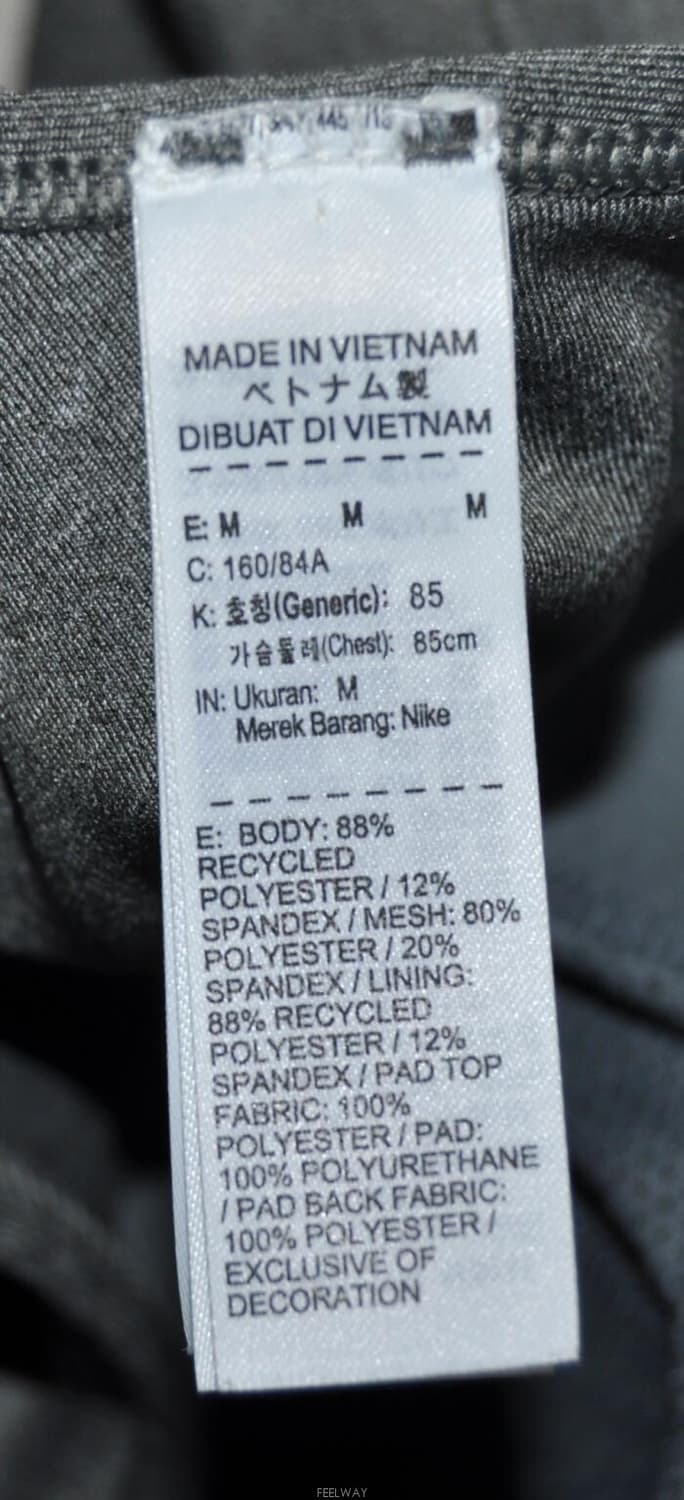 MADE IN VIETNAM
ベトナム製
DIBUAT DI VIETNAM
E: M M M
C: 160/84A
K: 호칭(Generic): 85
가슴둘레(Chest): 85cm
IN: Ukuran: M
Merek Barang: Nike
E: BODY: 88%
RECYCLED
POLYESTER / 12%
SPANDEX / MESH: 80%
POLYESTER / 20%
SPANDEX / LINING:
88% RECYCLED
POLYESTER / 12%
SPANDEX / PAD TOP
FABRIC: 100%
POLYESTER / PAD:
100% POLYURETHANE
/ PAD BACK FABRIC:
100% POLYESTER /
EXCLUSIVE OF
DECORATION
FEELWAY